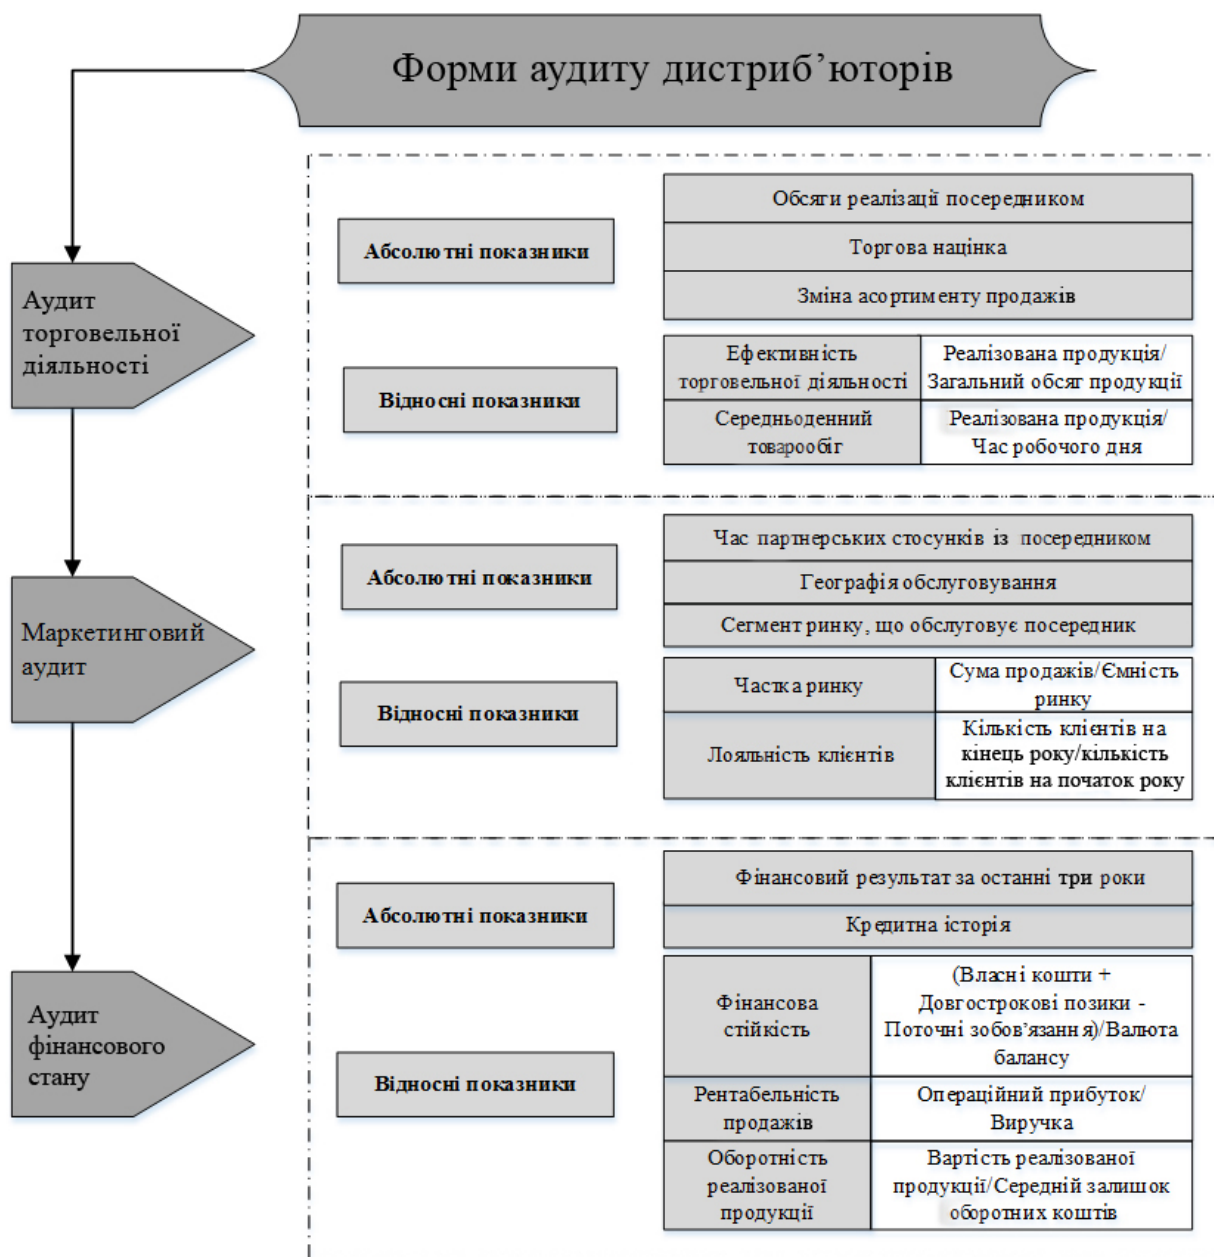 Форми аудиту дистриб’юторів
Аудит
торговельної
діяльності
Абсолютні показники
Обсяги реалізації посередником
Торгова націнка
Зміна асортименту продажів
Відносні показники
Ефективність
торговельної діяльності
Реалізована продукція/
Загальний обсяг продукції
Середньоденний
товарообіг
Реалізована продукція/
Час робочого дня
Маркетинговий
аудит
Абсолютні показники
Час партнерських стосунків із посередником
Географія обслуговування
Сегмент ринку, що обслуговує посередник
Відносні показники
Частка ринку
Сума продажів/Ємність
ринку
Лояльність клієнтів
Кількість клієнтів на
кінець року/кількість
клієнтів на початок року
Аудит
фінансового
стану
Абсолютні показники
Фінансовий результат за останні три роки
Кредитна історія
Відносні показники
Фінансова
стійкість
(Власні кошти +
Довгострокові позики -
Поточні зобов’язання)/Валюта
балансу
Рентабельність
продажів
Операційний прибуток/
Виручка
Оборотність
реалізованої
продукції
Вартість реалізованої
продукції/Середній залишок
оборотних коштів